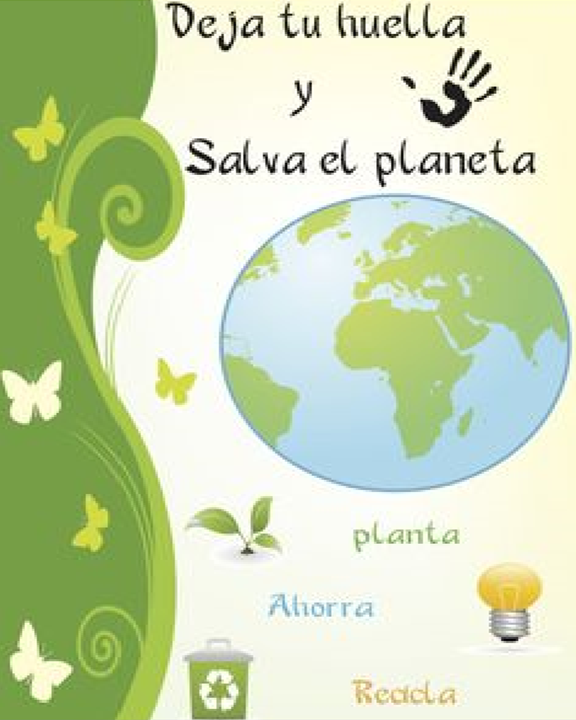 Deja tu huella
y
Salva el planeta
planta
Ahorra
Recicla